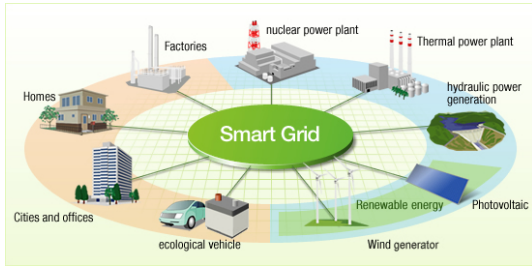 nuclear power plant
Factories
Thermal power plant
hydraulic power
generation
Homes
Smart Grid
Renewable energy
Photovoltaic
Cities and offices
ecological vehicle
Wind generator